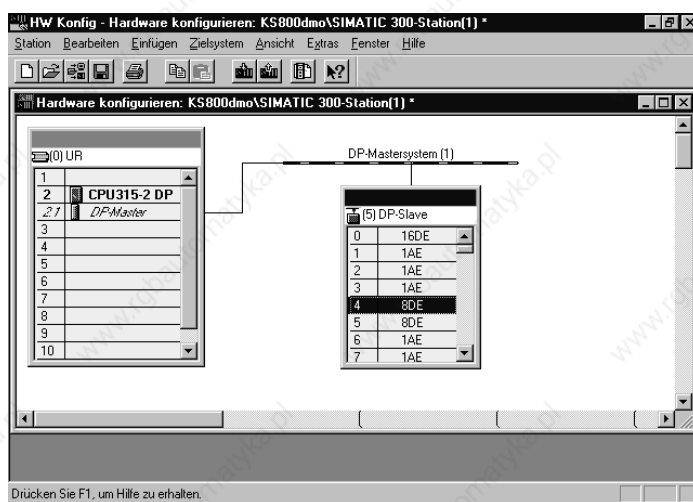 HW Konfig - Hardware konfigurieren: KS800dmo\SIMATIC 300-Station(1) *
Station Bearbeiten Einfügen Zielsystem Ansicht Extras Fenster Hilfe
Hardware konfigurieren: KS800dmo\SIMATIC 300-Station(1) *
(0) UR
1
2 CPU315-2 DP
2.1 DP-Master
3
4
5
6
7
8
9
10
DP-Mastersystem (1)
(5) DP-Slave
0 16DE
1 1AE
2 1AE
3 1AE
4 8DE
5 8DE
6 1AE
7 1AE
Drücken Sie F1, um Hilfe zu erhalten.
www.rgbautomatyka.pl